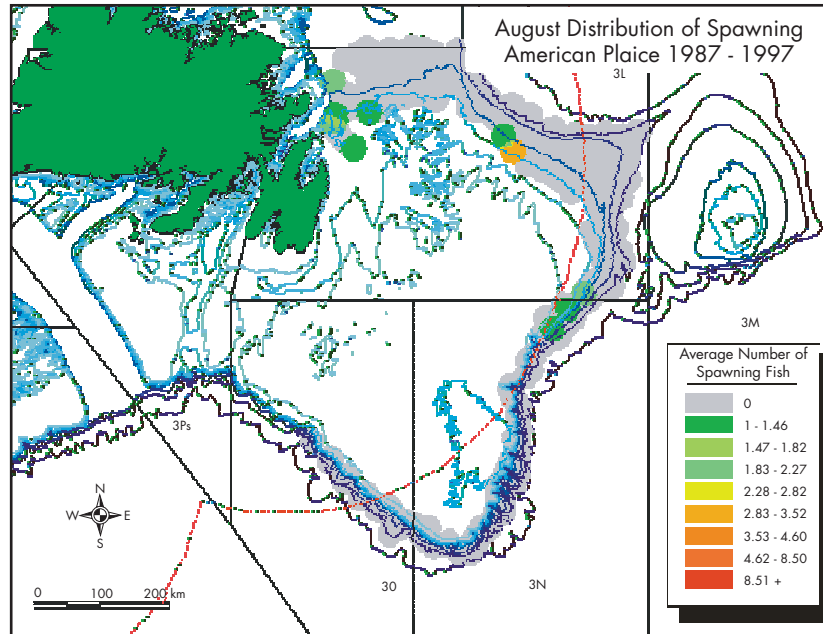 August Distribution of Spawning
American Plaice 1987 - 1997
3L
3M
Average Number of
Spawning Fish
0
1 - 1.46
1.47 - 1.82
1.83 - 2.27
2.28 - 2.82
2.83 - 3.52
3.53 - 4.60
4.62 - 8.50
8.51 +
3Ps
N
W E
S
0 100 200 km
30
3N